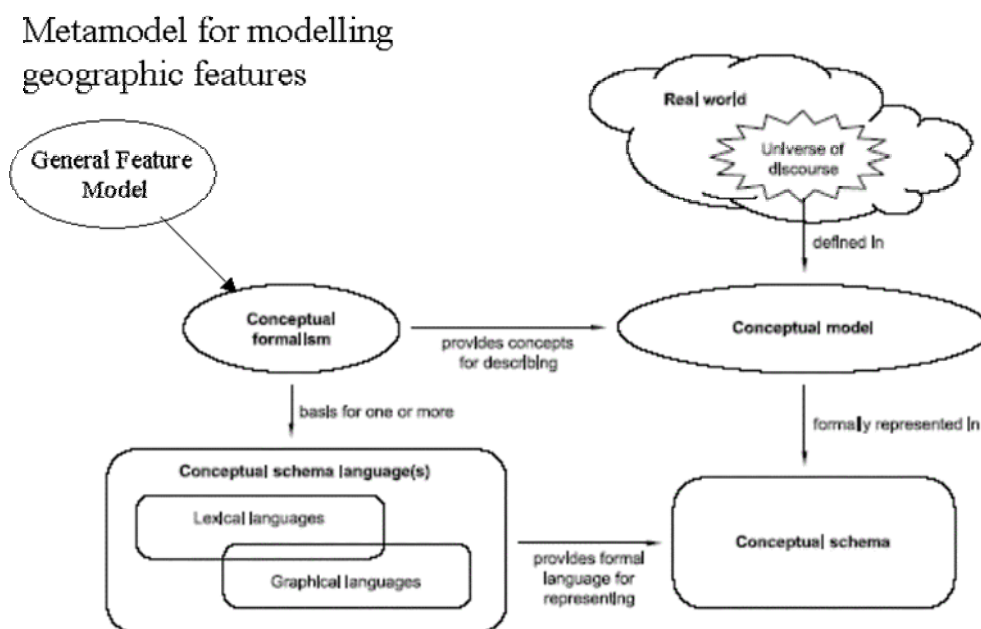 Metamodel for modelling
geographic features
General Feature
Model
Real world
Universe of
discourse
defined in
Conceptual
formalism
provides concepts
for describing
Conceptual model
basis for one or more
formally represented in
Conceptual schema language(s)
Lexical languages
Graphical languages
provides formal
language for
representing
Conceptual schema